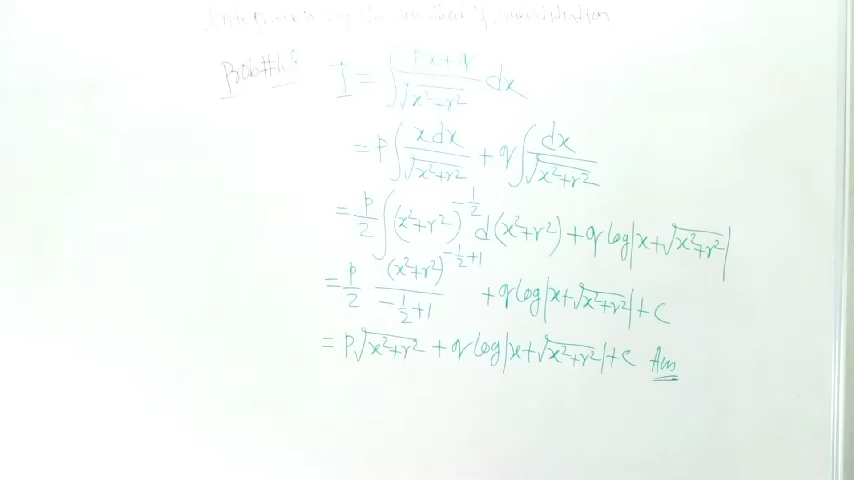 Integration by the method of substitution
Prob# I = ∫ (px+q)/√(x²+r²) dx
= p∫ (x dx)/√(x²+r²) + q∫ dx/√(x²+r²)
= p/2 ∫ (x²+r²)^(-1/2) d(x²+r²) + q log|x+√(x²+r²)|
= p/2 (x²+r²)^(-1/2+1)/(-1/2+1) + q log|x+√(x²+r²)| + c
= p√(x²+r²) + q log|x+√(x²+r²)| + c Ans